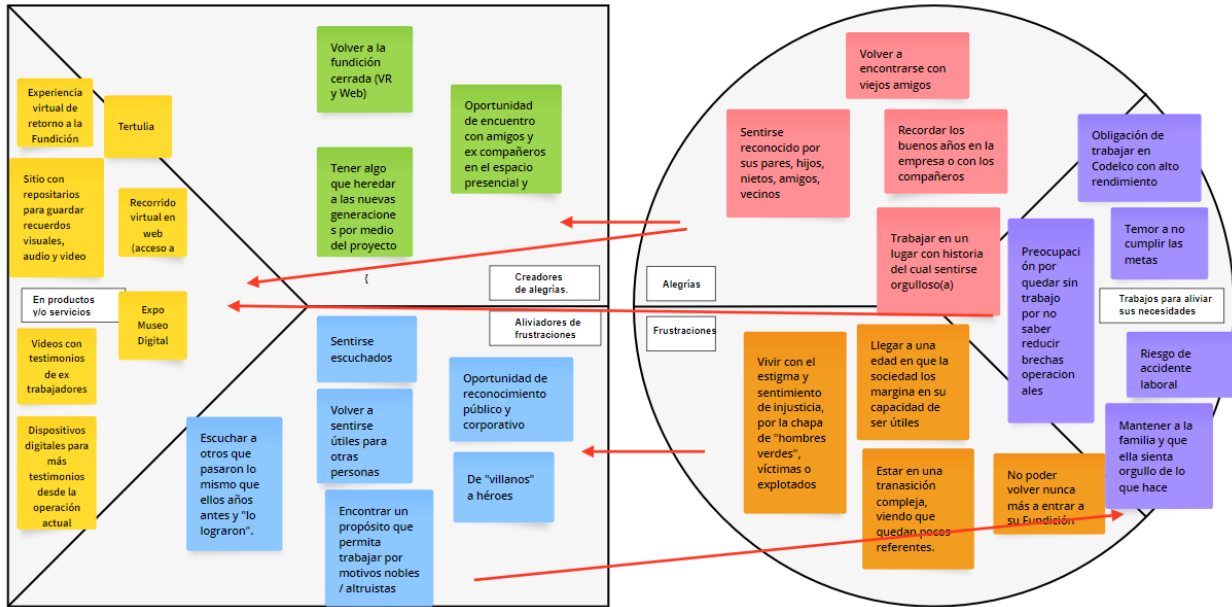 Experiencia
virtual de
retorno a la
Fundición
Tertulia
Sitio con
repositarios
para guardar
recuerdos
visuales,
audio y video
Recorrido
virtual en
web
(acceso a
En productos
y/o servicios
Expo
Museo
Digital
Videos con
testimonios
de ex
trabajadores
Dispositivos
digitales para
más
testimonios
desde la
operación
actual
Volver a la
fundición
cerrada (VR
y Web)
Oportunidad
de encuentro
con amigos y
ex compañeros
en el espacio
presencial y
Tener algo
que heredar
a las nuevas
generacione
s por medio
del proyecto
(
Creadores
de alegrías.
Aliviadores de
frustraciones
Sentirse
escuchados
Oportunidad de
reconocimiento
público y
corporativo
Volver a
sentirse
útiles para
otras
personas
Escuchar a
otros que
pasaron lo
mismo que
ellos años
antes y "lo
lograron".
De "villanos"
a héroes
Encontrar un
propósito que
permita
trabajar por
motivos nobles
/ altruistas
Volver a
encontrarse con
viejos amigos
Sentirse
reconocido por
sus pares, hijos,
nietos, amigos,
vecinos
Recordar los
buenos años en la
empresa o con los
compañeros
Trabajar en un
lugar con historia
del cual sentirse
orgulloso(a)
Alegrías
Frustraciones
Vivir con el
estigma y
sentimiento
de injusticia,
por la chapa
de "hombres
verdes",
víctimas o
explotados
Llegar a una
edad en que la
sociedad los
margina en su
capacidad de
ser útiles
Estar en una
transasición
compleja,
viendo que
quedan pocos
referentes.
No poder
volver nunca
más a entrar a
su Fundición
Obligación de
trabajar en
Codelco con alto
rendimiento
Temor a no
cumplir las
metas
Preocupaci
ón por
quedar sin
trabajo
por no
saber
reducir
brechas
operacion
ales
Trabajos para aliviar
sus necesidades
Riesgo de
accidente
laboral
Mantener a la
familia y que
ella sienta
orgullo de lo
que hace